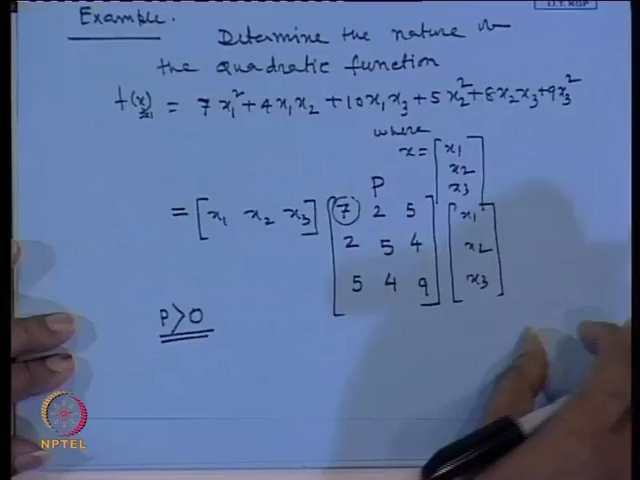 I.I.T. KGP
Example.
Determine the nature of
the quadratic function
f(x) = 7x₁² + 4x₁x₂ + 10x₁x₃ + 5x₂² + 8x₂x₃ + 9x₃²
where
x = [x₁
x₂
x₃]
P
= [x₁ x₂ x₃] [7 2 5] [x₁
2 5 4 x₂
5 4 9] x₃]
P>0
NPTEL